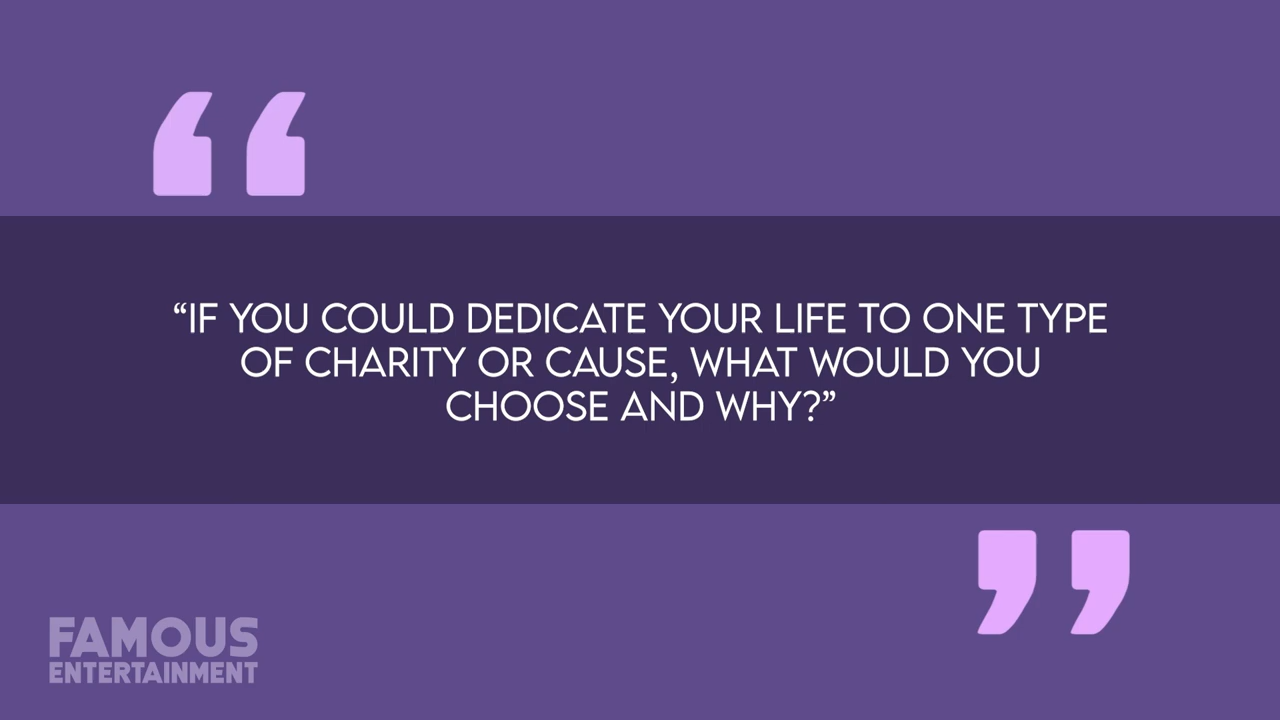 “IF YOU COULD DEDICATE YOUR LIFE TO ONE TYPE
OF CHARITY OR CAUSE, WHAT WOULD YOU
CHOOSE AND WHY?”
FAMOUS
ENTERTAINMENT